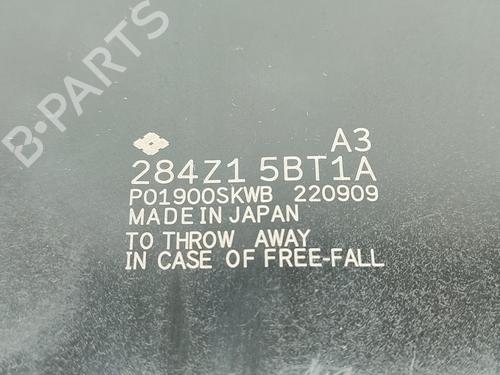 B-PARTS
A3
284Z1 5BT1A
P01900SKWB 220909
MADE IN JAPAN
TO THROW AWAY
IN CASE OF FREE-FALL